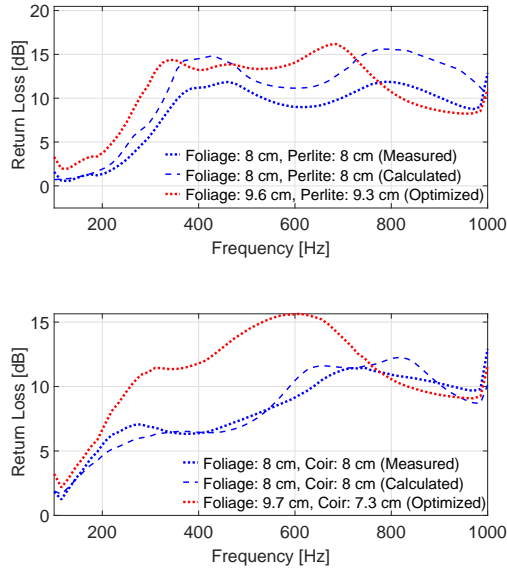 20
15
10
5
0
Return Loss [dB]
Foliage: 8 cm, Perlite: 8 cm (Measured)
Foliage: 8 cm, Perlite: 8 cm (Calculated)
Foliage: 9.6 cm, Perlite: 9.3 cm (Optimized)
200 400 600 800 1000
Frequency [Hz]
15
10
5
0
Return Loss [dB]
Foliage: 8 cm, Coir: 8 cm (Measured)
Foliage: 8 cm, Coir: 8 cm (Calculated)
Foliage: 9.7 cm, Coir: 7.3 cm (Optimized)
200 400 600 800 1000
Frequency [Hz]